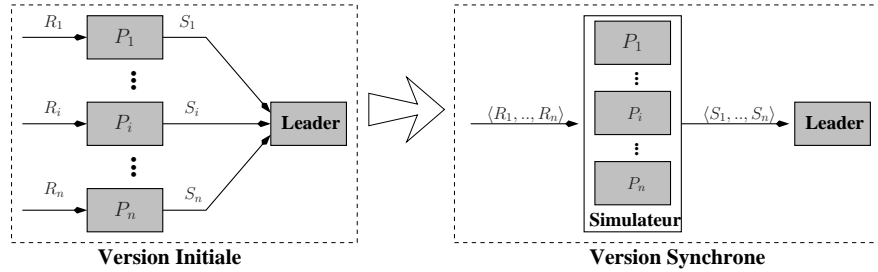 R₁
P₁
S₁
Rᵢ
Pᵢ
Sᵢ
Leader
Rₙ
Pₙ
Sₙ
Version Initiale
⟨R₁, .., Rₙ⟩
P₁
Pᵢ
Pₙ
Simulateur
⟨S₁, .., Sₙ⟩
Leader
Version Synchrone